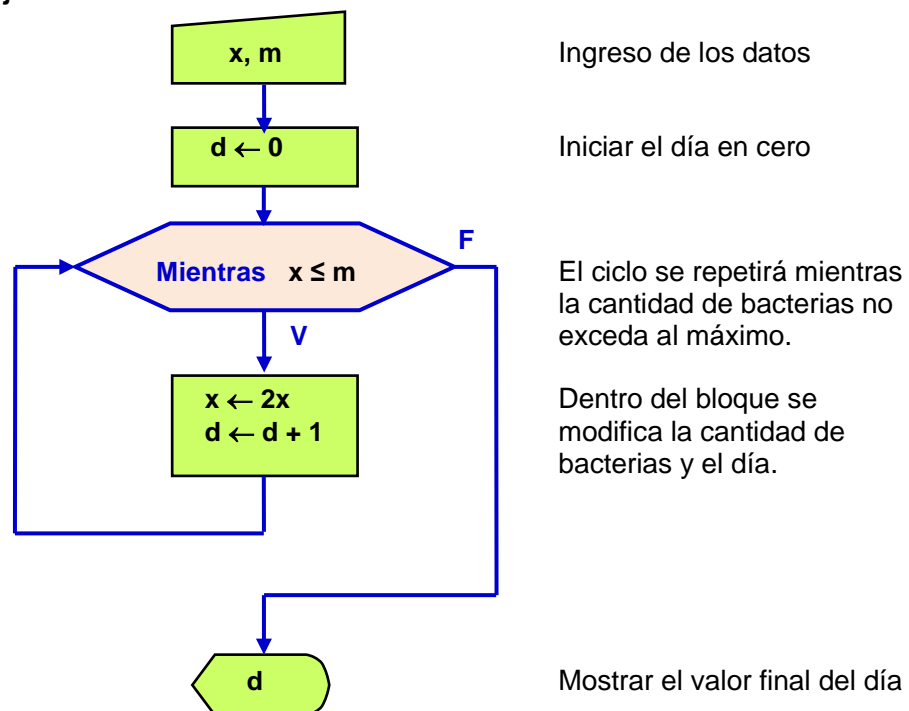 x, m
Ingreso de los datos
d ← 0
Iniciar el día en cero
F
Mientras x ≤ m
El ciclo se repetirá mientras
la cantidad de bacterias no
exceda al máximo.
V
x ← 2x
d ← d + 1
Dentro del bloque se
modifica la cantidad de
bacterias y el día.
d
Mostrar el valor final del día